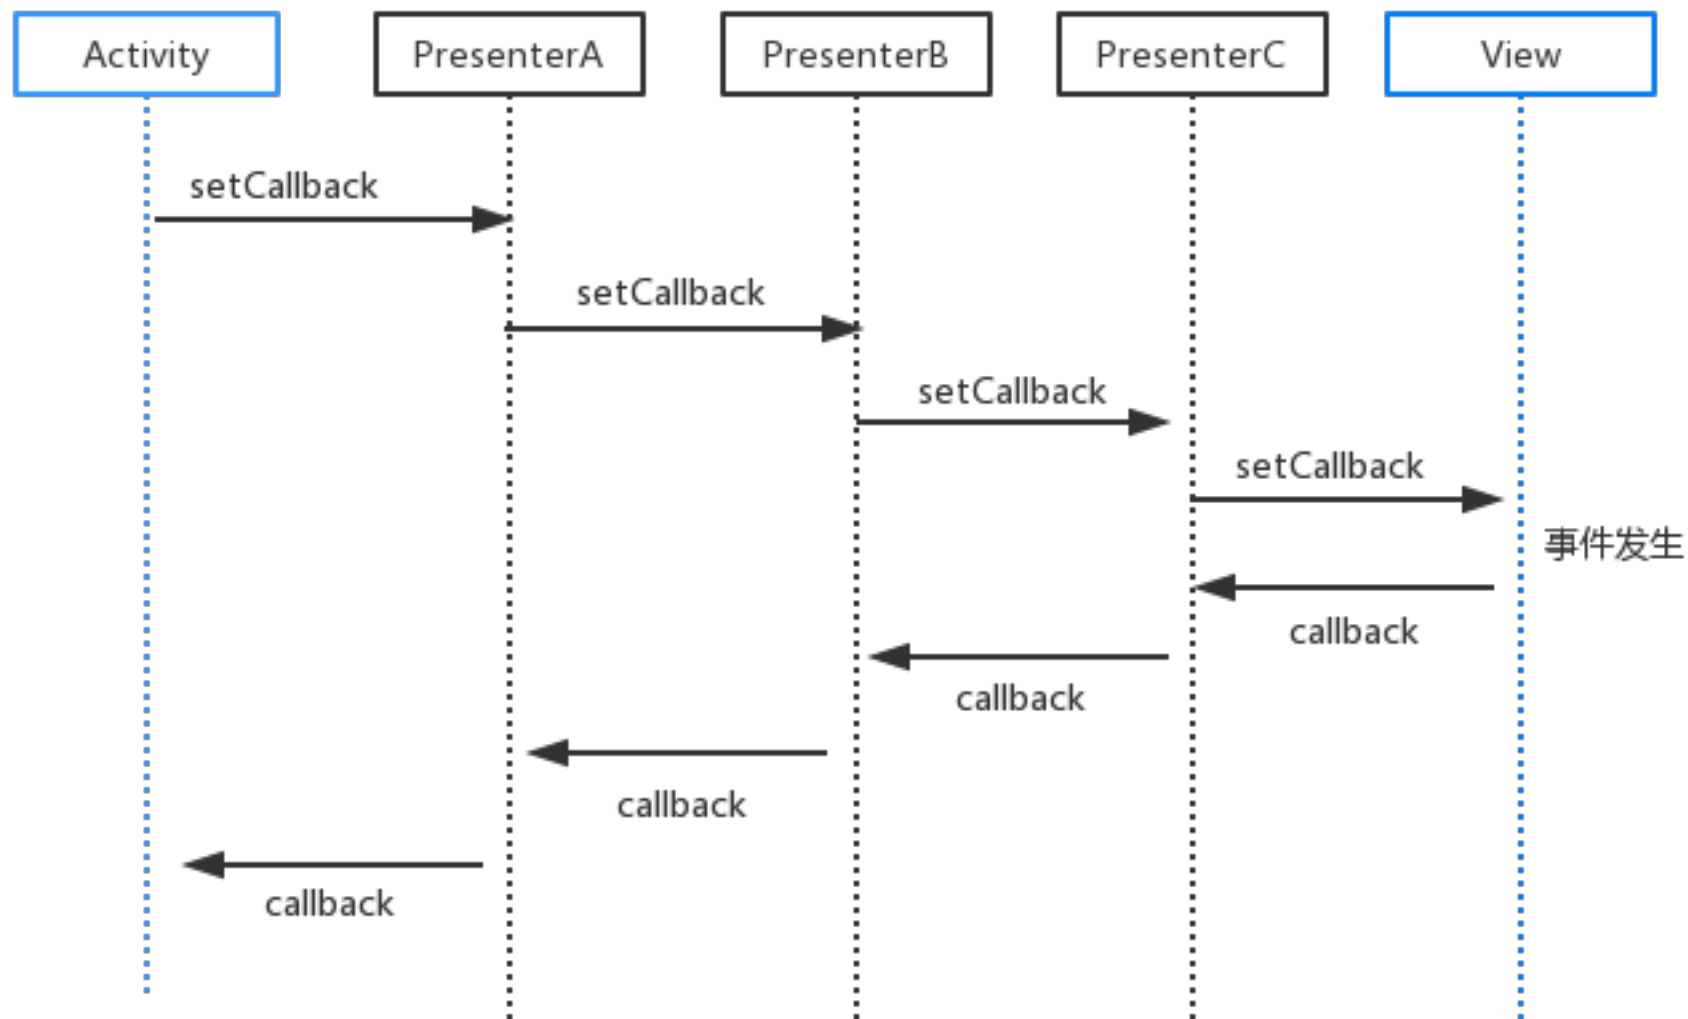 Activity
PresenterA
PresenterB
PresenterC
View
setCallback
setCallback
setCallback
setCallback
事件发生
callback
callback
callback
callback